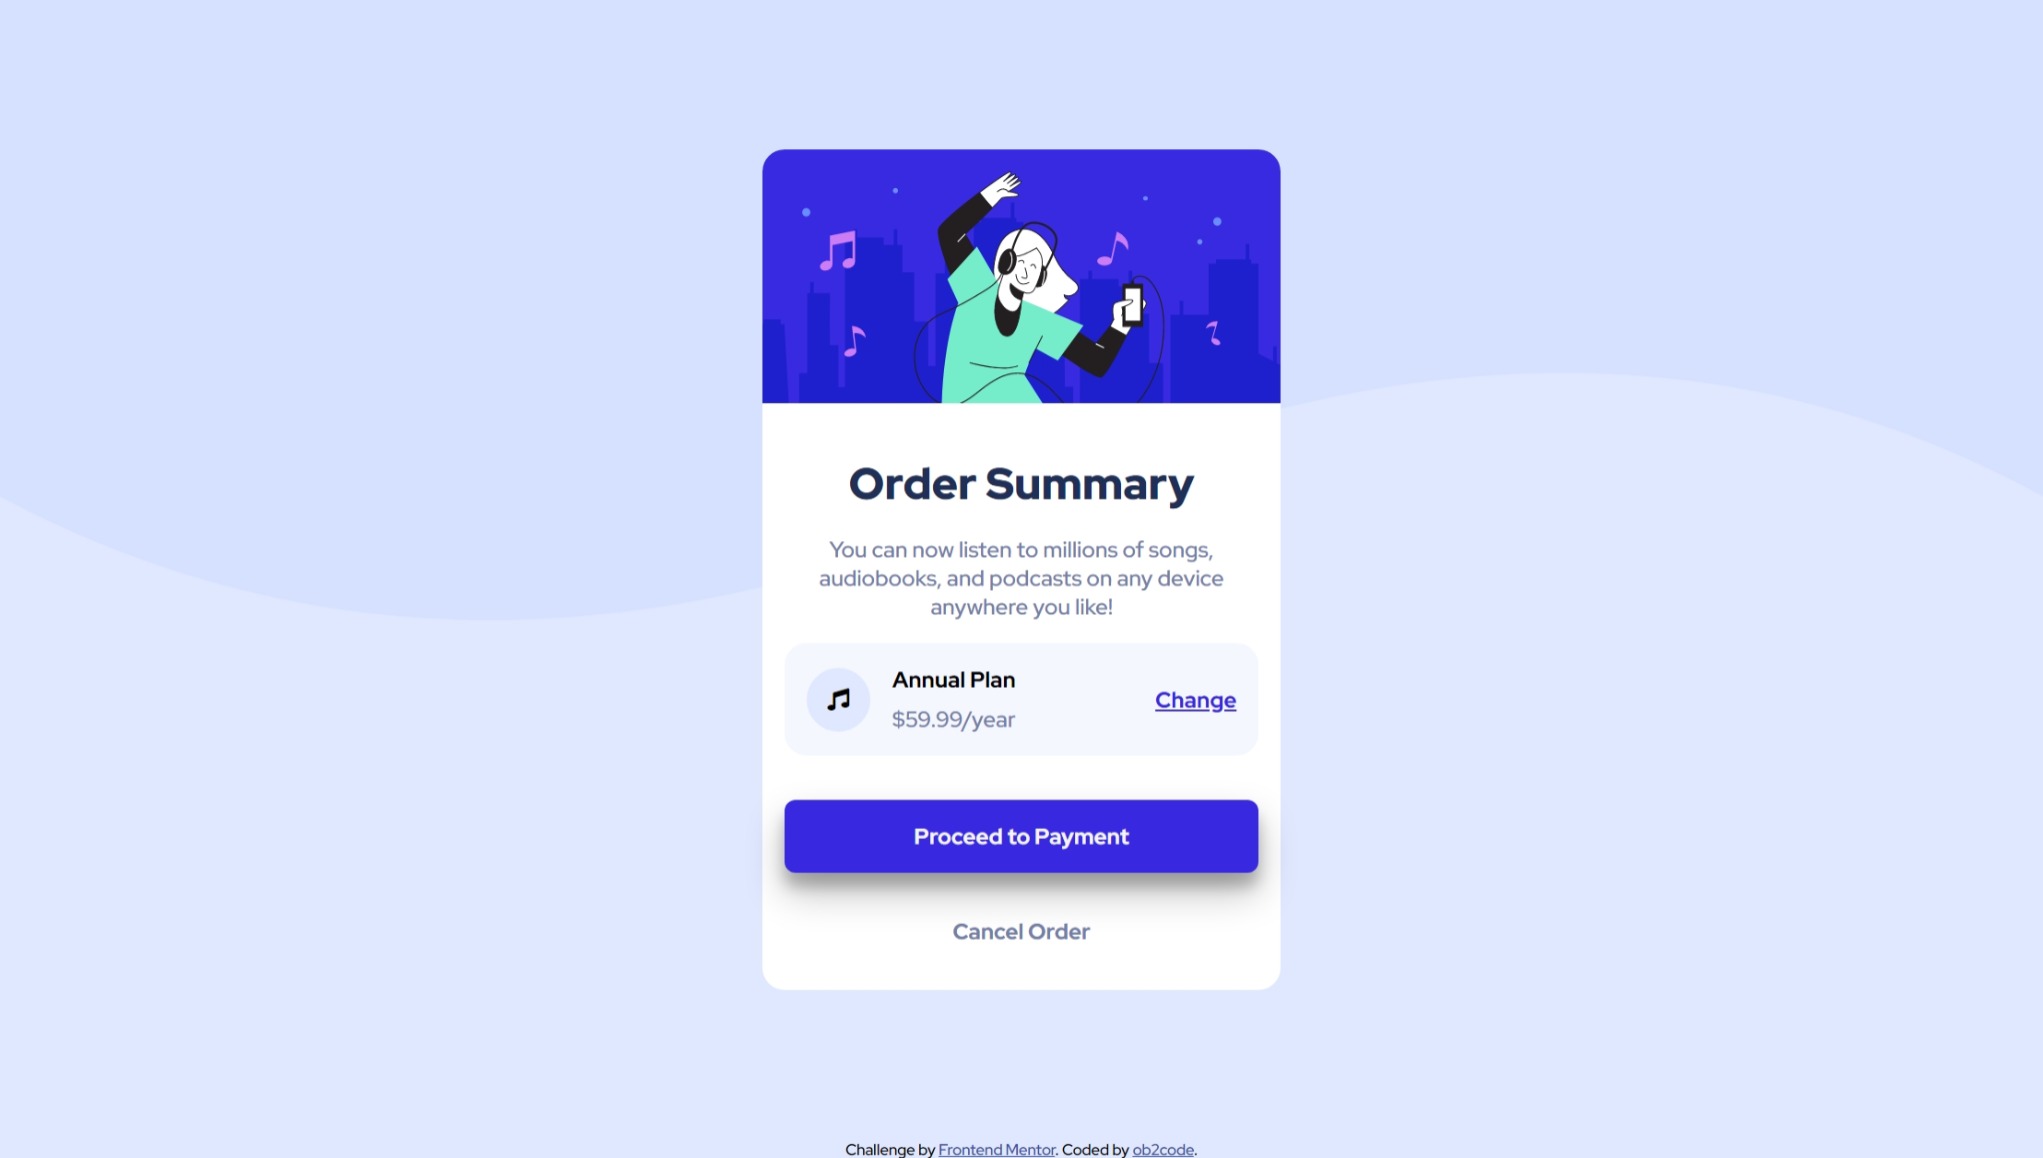 Order Summary
You can now listen to millions of songs,
audiobooks, and podcasts on any device
anywhere you like!
Annual Plan
$59.99/year
Change
Proceed to Payment
Cancel Order
Challenge by Frontend Mentor. Coded by ob2code.